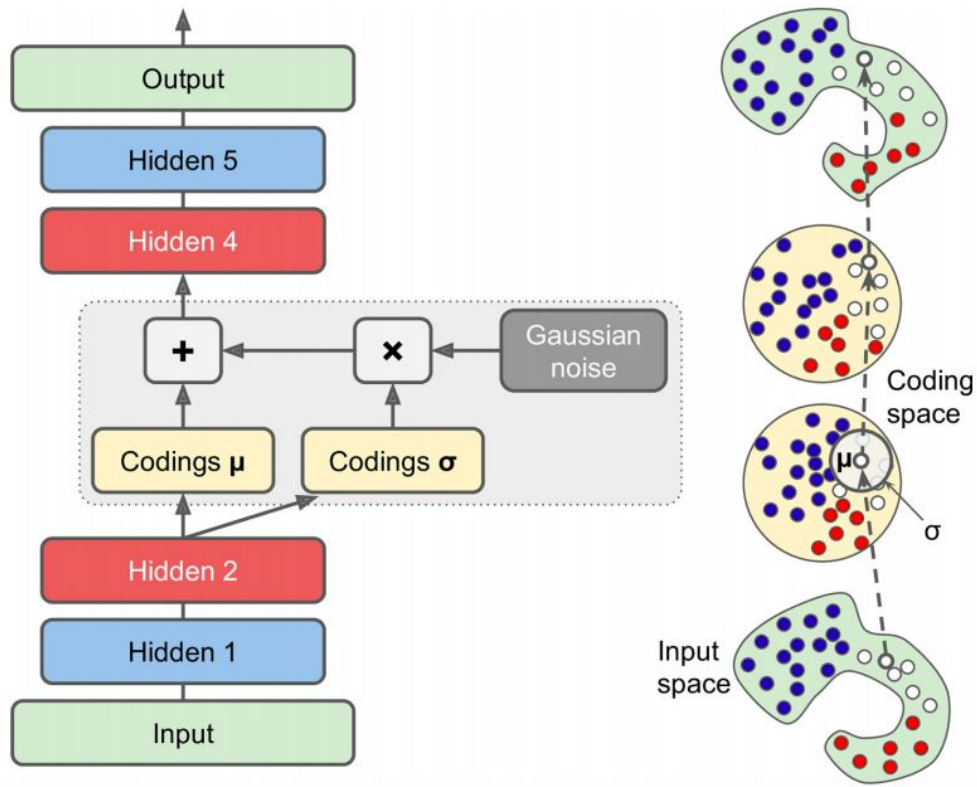 Output
Hidden 5
Hidden 4
+
×
Gaussian
noise
Codings μ
Codings σ
Hidden 2
Hidden 1
Input
Coding
space
μ
σ
Input
space